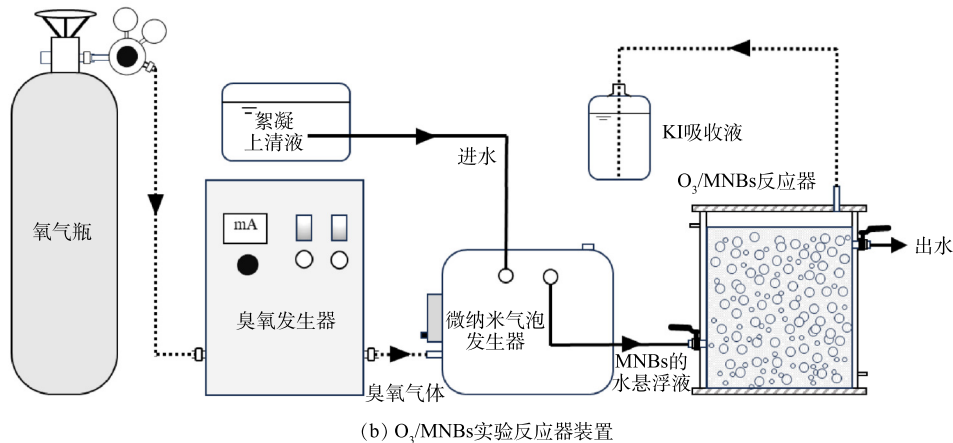 氧气瓶
絮凝
上清液
进水
KI吸收液
O₃/MNBs反应器
出水
mA
臭氧发生器
臭氧气体
微纳米气泡
发生器
MNBs的
水悬浮液
(b) O₃/MNBs实验反应器装置